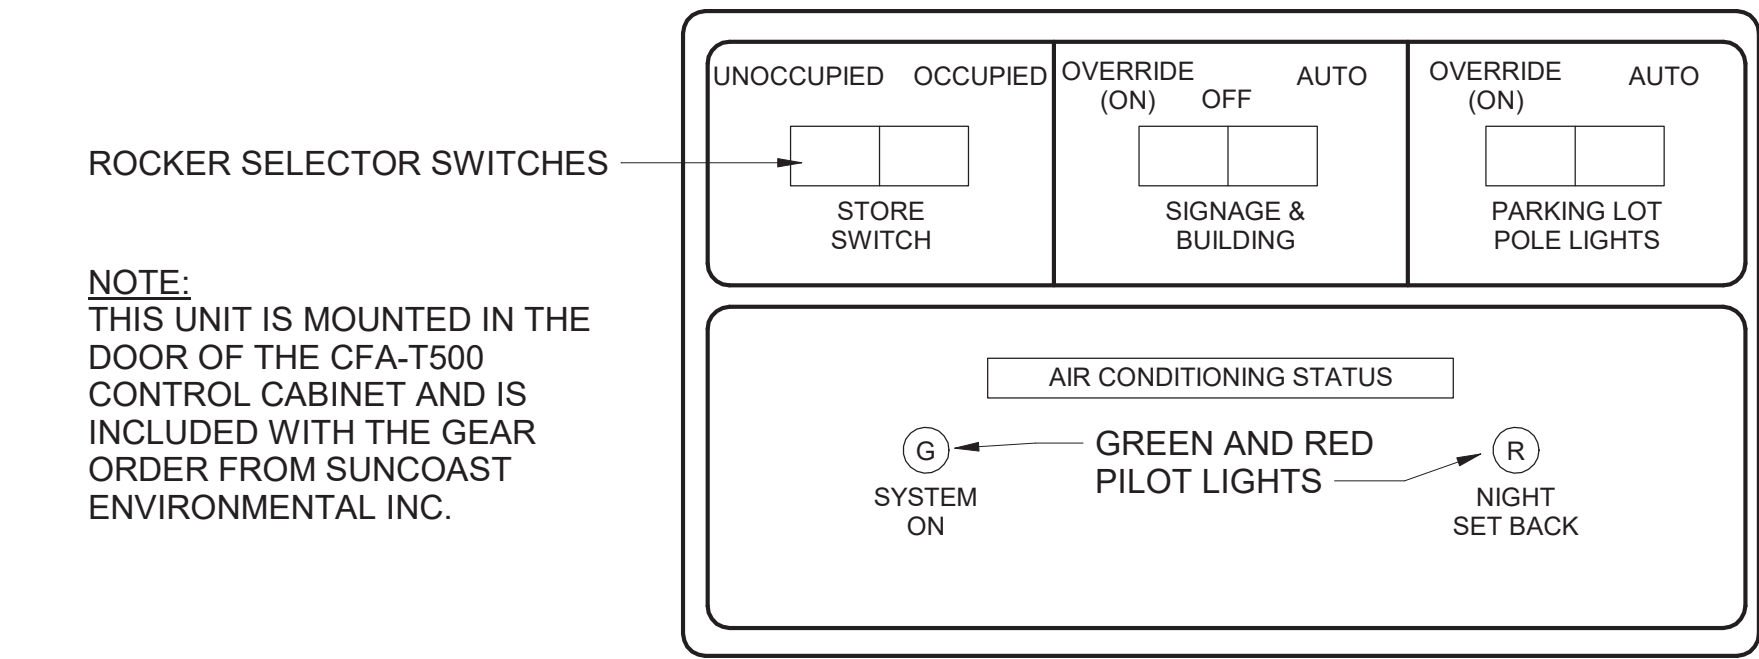 ROCKER SELECTOR SWITCHES
NOTE:
THIS UNIT IS MOUNTED IN THE
DOOR OF THE CFA-T500
CONTROL CABINET AND IS
INCLUDED WITH THE GEAR
ORDER FROM SUNCOAST
ENVIRONMENTAL INC.
UNOCCUPIED OCCUPIED
STORE
SWITCH
OVERRIDE
(ON) OFF AUTO
SIGNAGE &
BUILDING
OVERRIDE
(ON) AUTO
PARKING LOT
POLE LIGHTS
AIR CONDITIONING STATUS
G
SYSTEM
ON
GREEN AND RED
PILOT LIGHTS
R
NIGHT
SET BACK